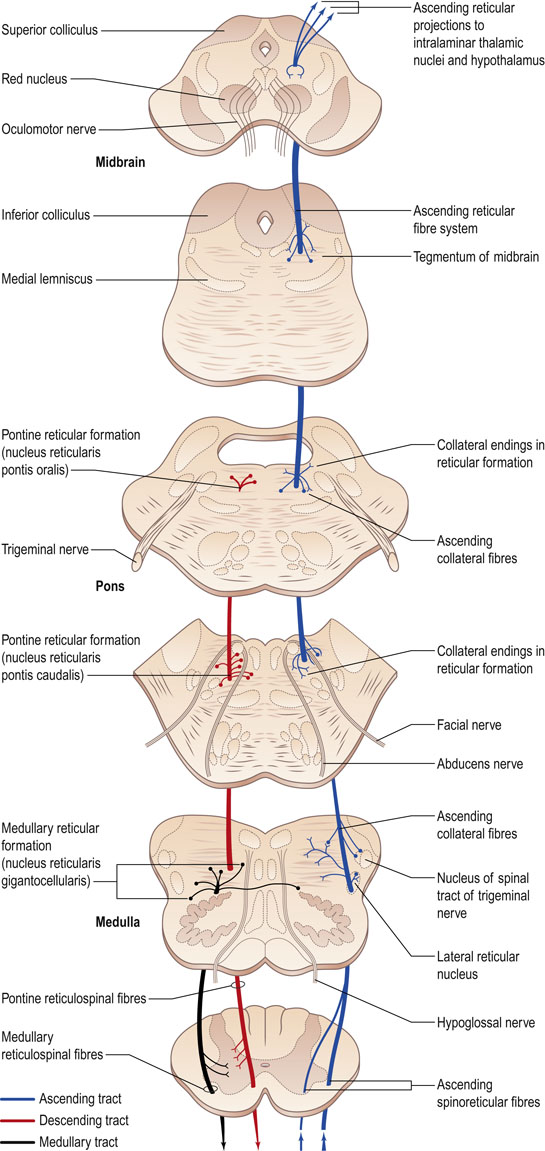 Superior colliculus
Red nucleus
Oculomotor nerve
Midbrain
Ascending reticular
projections to
intralaminar thalamic
nuclei and hypothalamus
Inferior colliculus
Medial lemniscus
Ascending reticular
fibre system
Tegmentum of midbrain
Pontine reticular formation
(nucleus reticularis
pontis oralis)
Trigeminal nerve
Pons
Collateral endings in
reticular formation
Ascending
collateral fibres
Pontine reticular formation
(nucleus reticularis
pontis caudalis)
Collateral endings in
reticular formation
Facial nerve
Abducens nerve
Medullary reticular
formation
(nucleus reticularis
gigantocellularis)
Medulla
Ascending
collateral fibres
Nucleus of spinal
tract of trigeminal
nerve
Lateral reticular
nucleus
Hypoglossal nerve
Pontine reticulospinal fibres
Medullary
reticulospinal fibres
Ascending
spinoreticular fibres
Ascending tract
Descending tract
Medullary tract